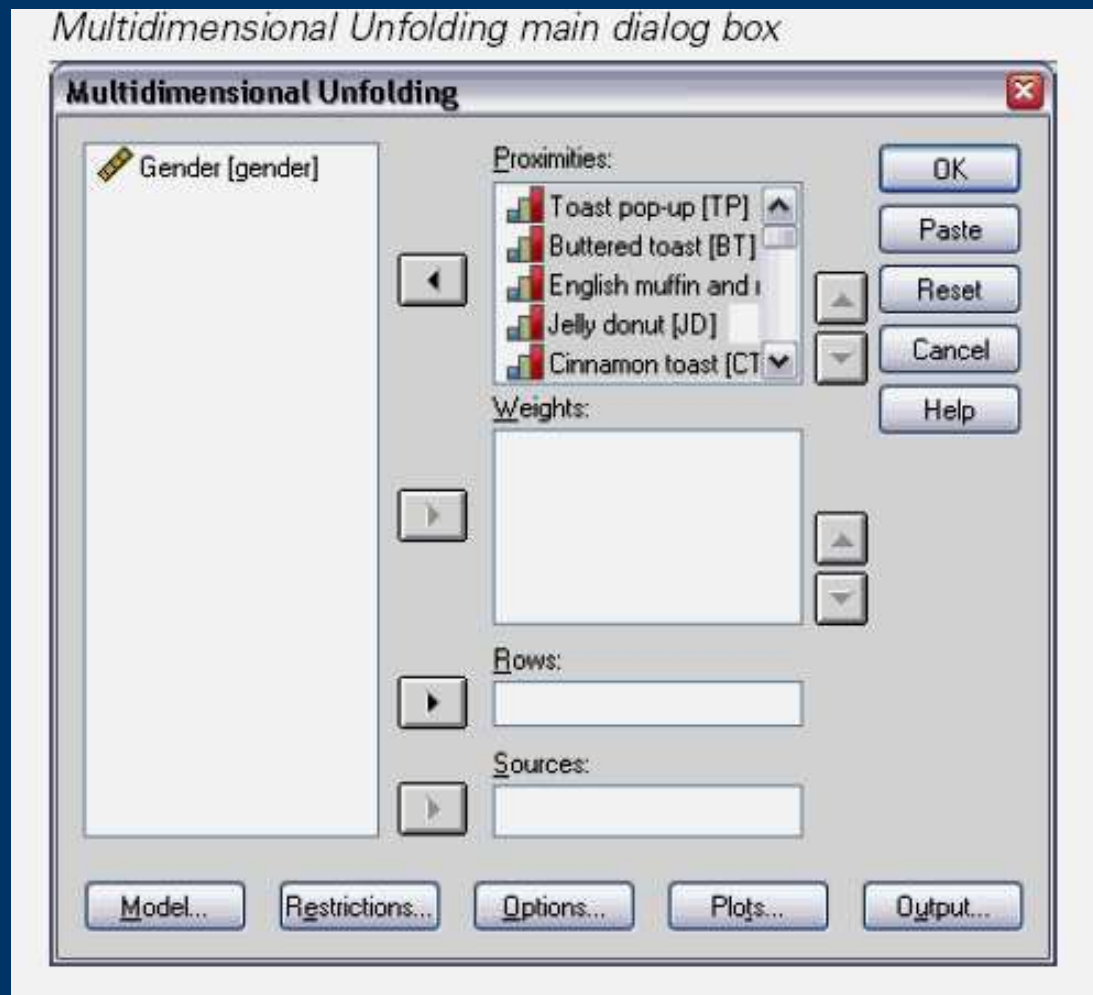 Multidimensional Unfolding main dialog box
Multidimensional Unfolding
Gender [gender]
Proximities:
Toast pop-up [TP]
Buttered toast [BT]
English muffin and
Jelly donut [JD]
Cinnamon toast [CT
Weights:
Rows:
Sources:
OK
Paste
Reset
Cancel
Help
Model...
Restrictions...
Options...
Plots...
Output...